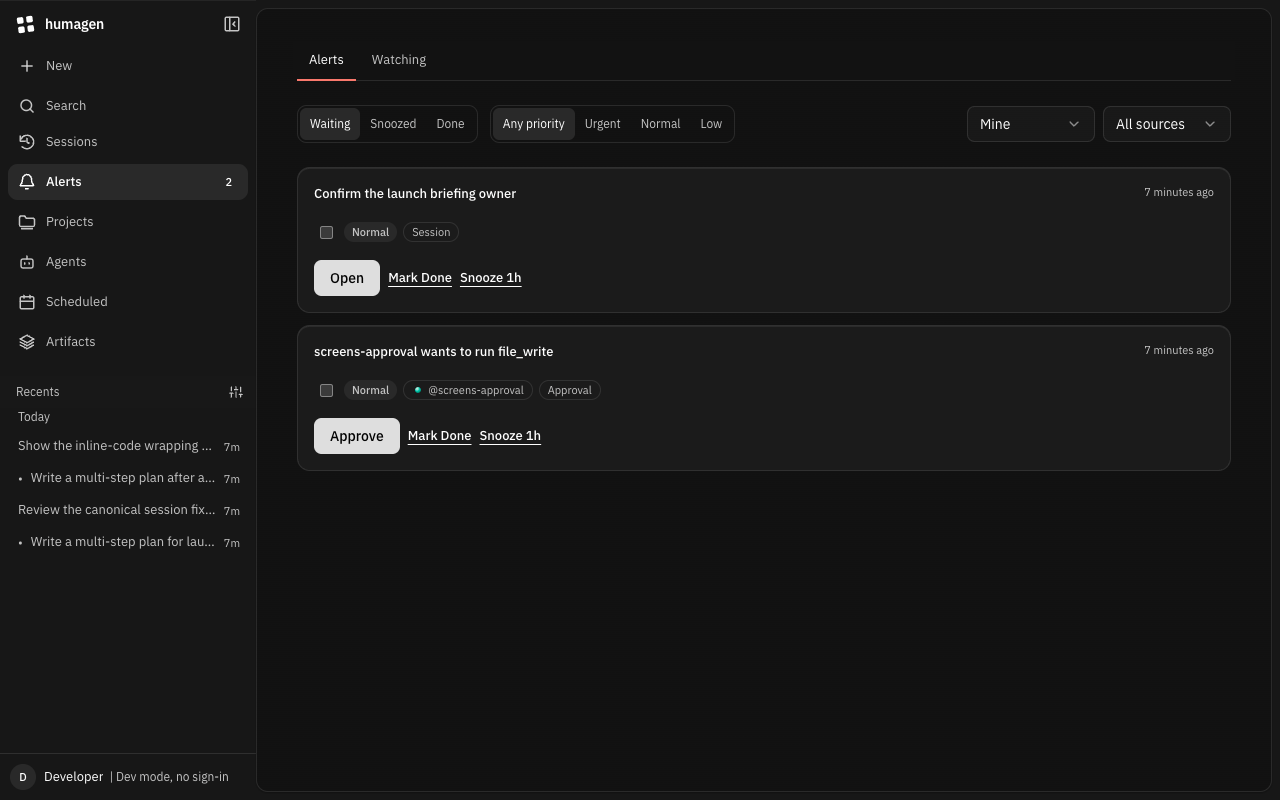 humagen
New
Search
Sessions
Alerts 2
Projects
Agents
Scheduled
Artifacts
Recents
Today
Show the inline-code wrapping ... 7m
• Write a multi-step plan after a... 7m
Review the canonical session fix... 7m
• Write a multi-step plan for lau... 7m
D Developer | Dev mode, no sign-in
Alerts Watching
Waiting Snoozed Done Any priority Urgent Normal Low Mine All sources
Confirm the launch briefing owner 7 minutes ago
Normal Session
Open Mark Done Snooze 1h
screens-approval wants to run file_write 7 minutes ago
Normal @screens-approval Approval
Approve Mark Done Snooze 1h